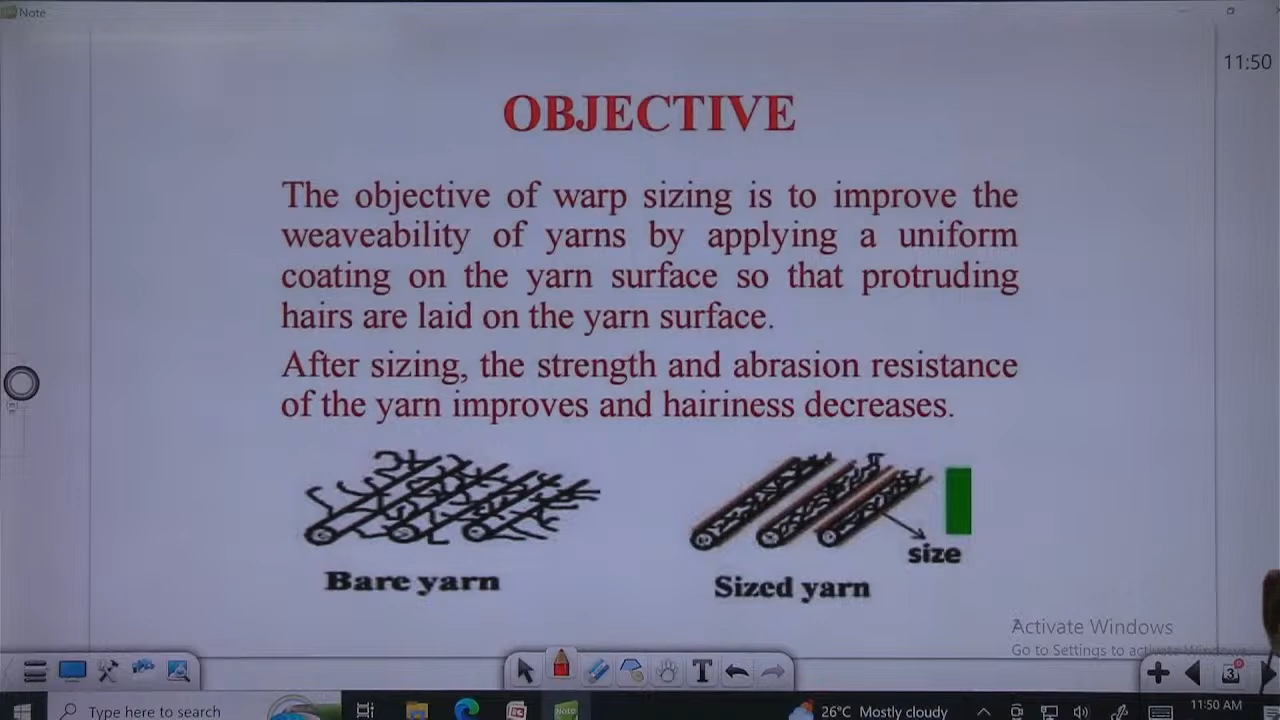 Note
11:50
OBJECTIVE
The objective of warp sizing is to improve the
weaveability of yarns by applying a uniform
coating on the yarn surface so that protruding
hairs are laid on the yarn surface.
After sizing, the strength and abrasion resistance
of the yarn improves and hairiness decreases.
size
Bare yarn
Sized yarn
Activate Windows
Go to Settings to activate Windows.
T
3
Type here to search
Note
26°C Mostly cloudy
11:50 AM